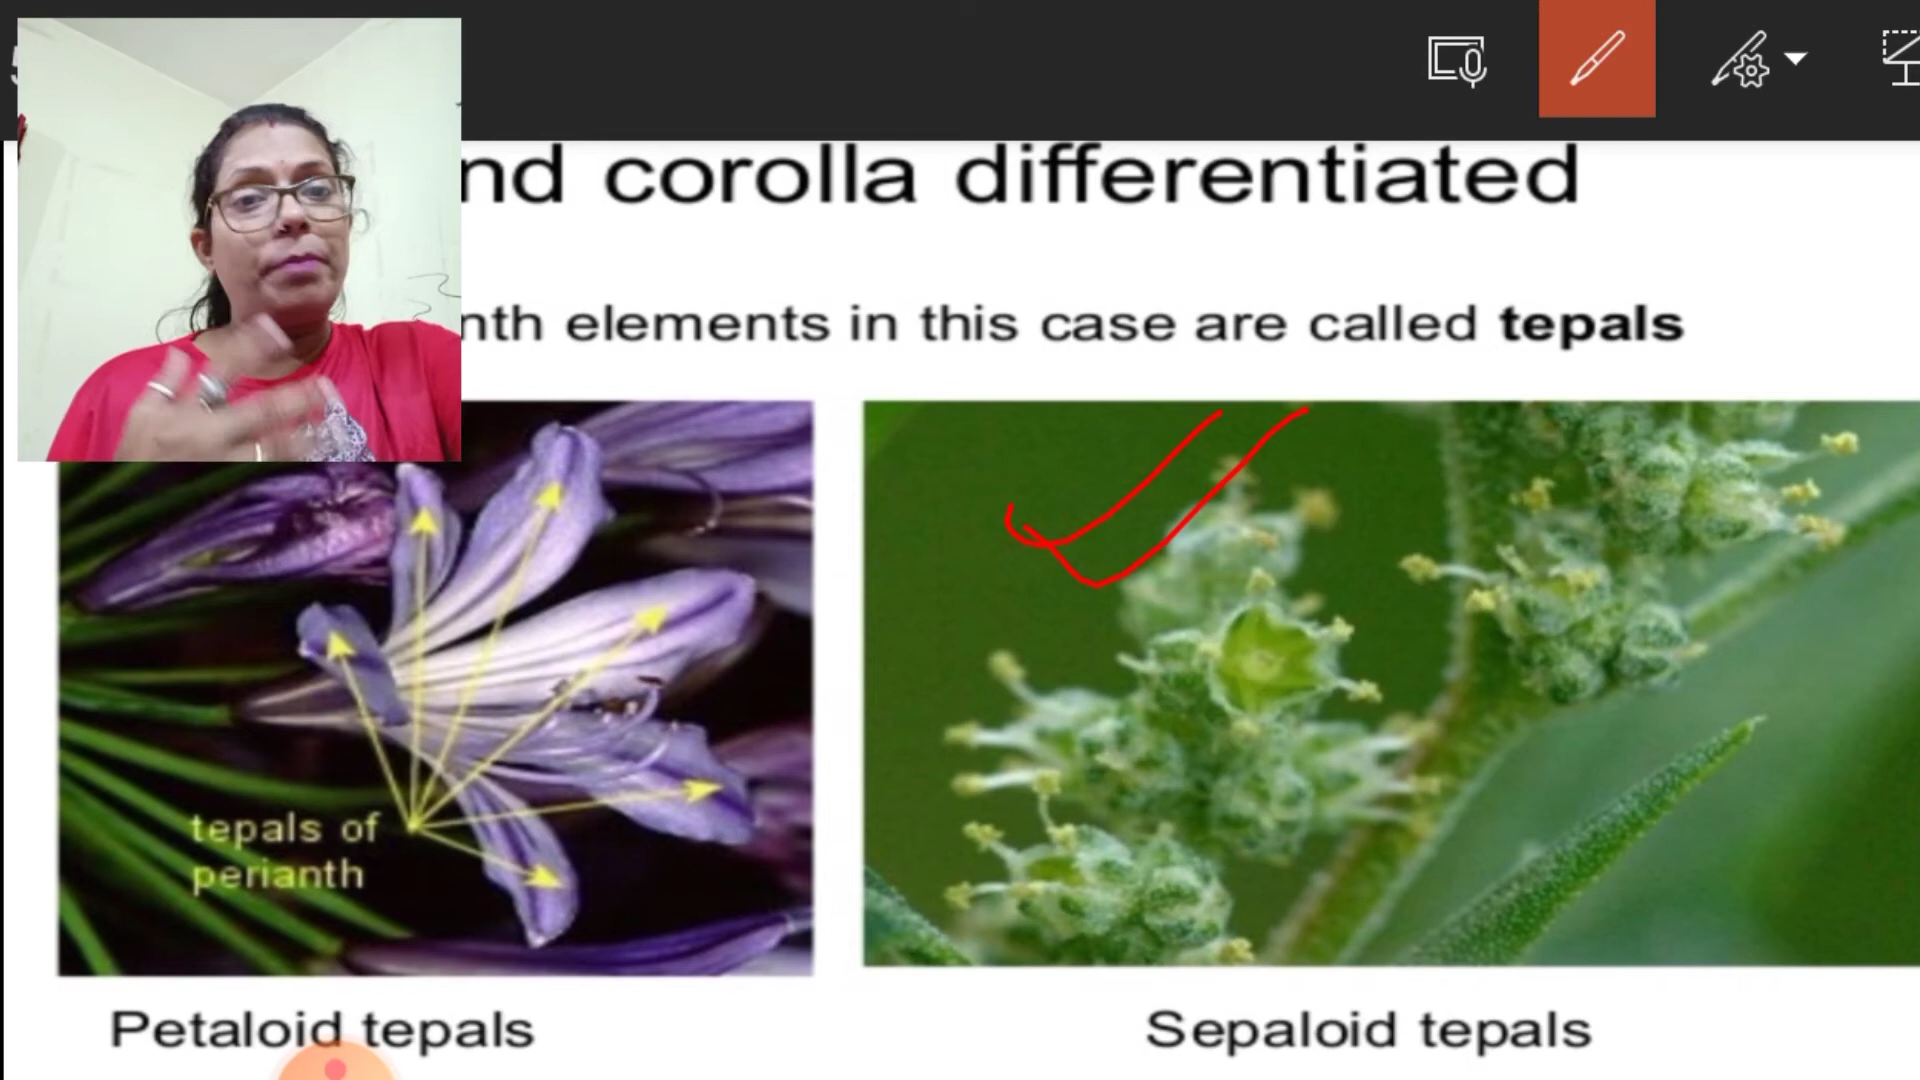 nd corolla differentiated
nth elements in this case are called tepals
tepals of
perianth
Petaloid tepals
Sepaloid tepals